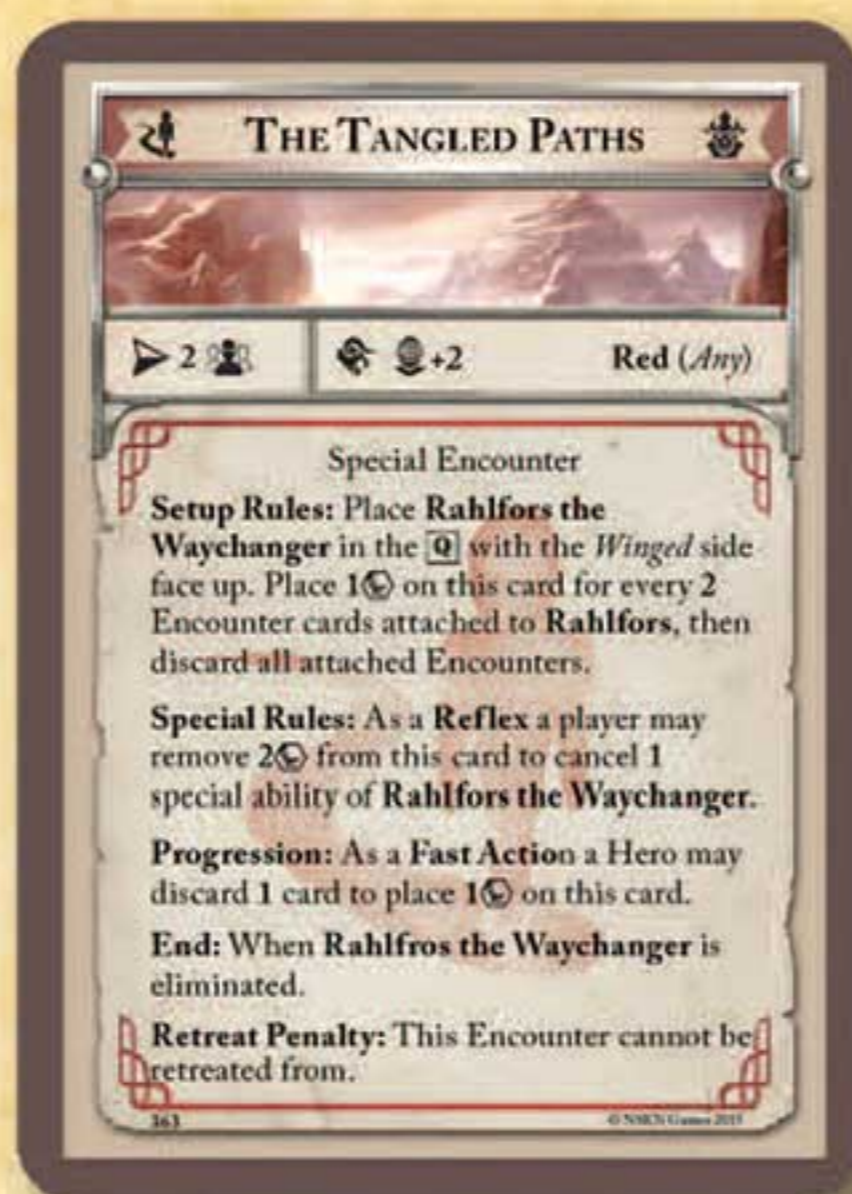 THE TANGLED PATHS
2 +2 Red (Any)
Special Encounter
Setup Rules: Place Rahlfors the
Waychanger in the Q with the Winged side
face up. Place 1 on this card for every 2
Encounter cards attached to Rahlfors, then
discard all attached Encounters.
Special Rules: As a Reflex a player may
remove 2 from this card to cancel 1
special ability of Rahlfors the Waychanger.
Progression: As a Fast Action a Hero may
discard 1 card to place 1 on this card.
End: When Rahlfros the Waychanger is
eliminated.
Retreat Penalty: This Encounter cannot be
retreated from.
363 © NSKN Games 2015